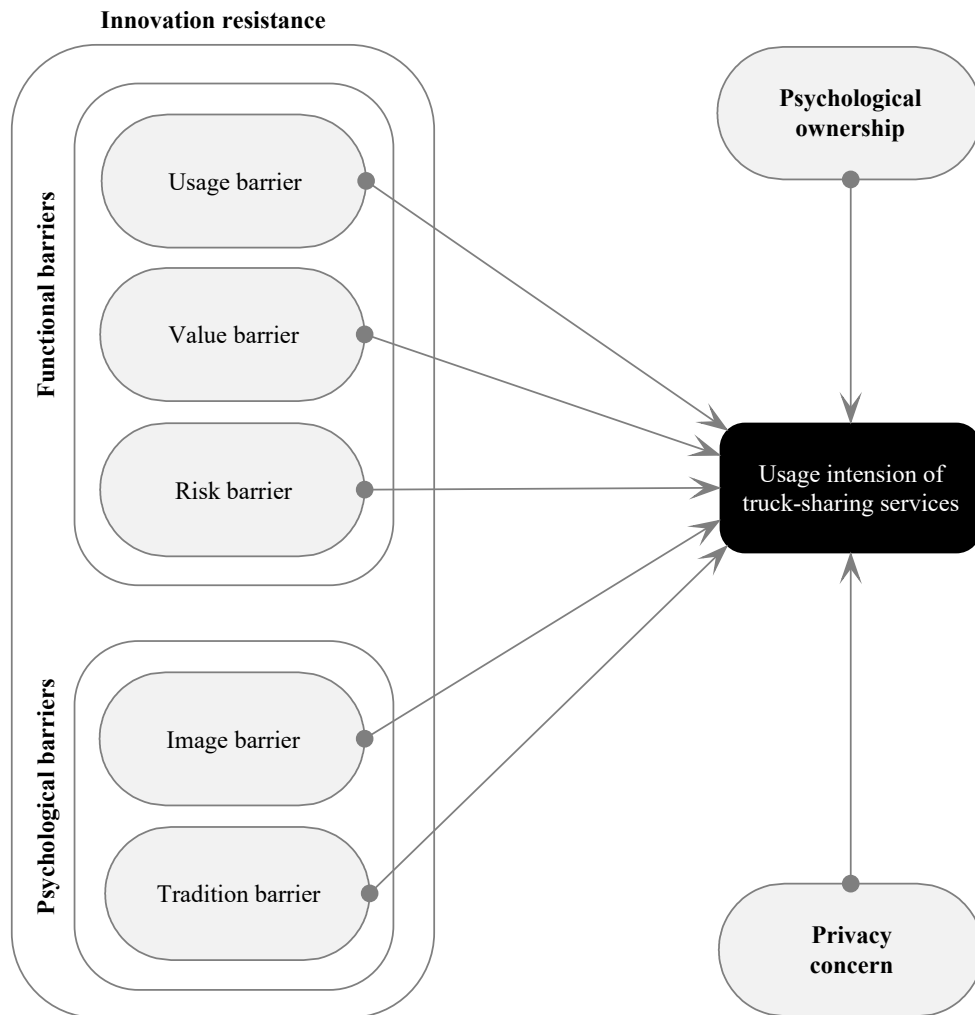 Innovation resistance
Functional barriers
Usage barrier
Value barrier
Risk barrier
Psychological barriers
Image barrier
Tradition barrier
Psychological
ownership
Usage intension of
truck-sharing services
Privacy
concern